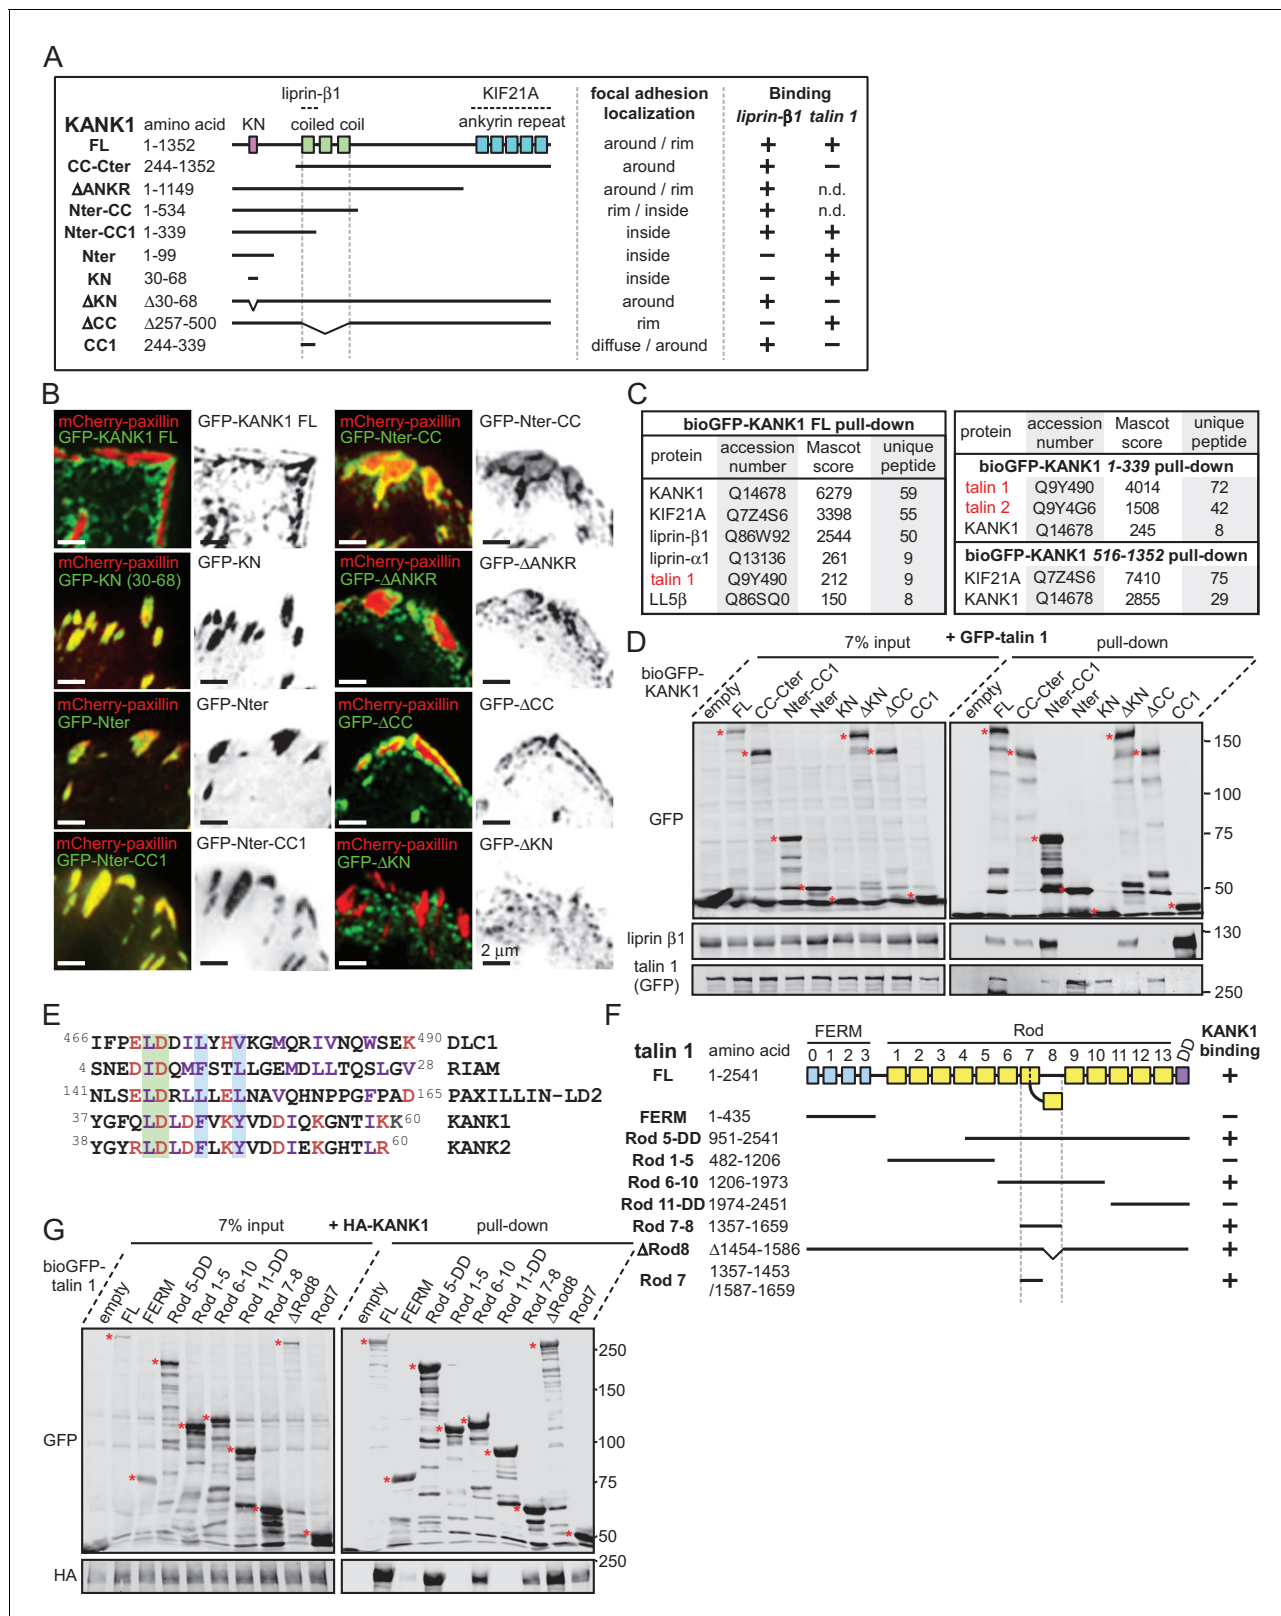 A
liprin-β1 KIF21A focal adhesion localization Binding
KANK1 amino acid KN coiled coil ankyrin repeat liprin-β1 talin 1
FL 1-1352 around / rim + +
CC-Cter 244-1352 around + −
ΔANKR 1-1149 around / rim + n.d.
Nter-CC 1-534 rim / inside + n.d.
Nter-CC1 1-339 inside + +
Nter 1-99 inside − +
KN 30-68 inside − +
ΔKN Δ30-68 around + −
ΔCC Δ257-500 rim − +
CC1 244-339 diffuse / around + −
B
mCherry-paxillin
GFP-KANK1 FL
GFP-KANK1 FL
mCherry-paxillin
GFP-Nter-CC
GFP-Nter-CC
mCherry-paxillin
GFP-KN (30-68)
GFP-KN
mCherry-paxillin
GFP-ΔANKR
GFP-ΔANKR
mCherry-paxillin
GFP-Nter
GFP-Nter
mCherry-paxillin
GFP-ΔCC
GFP-ΔCC
mCherry-paxillin
GFP-Nter-CC1
GFP-Nter-CC1
mCherry-paxillin
GFP-ΔKN
GFP-ΔKN
2 μm
C
bioGFP-KANK1 FL pull-down
protein accession number Mascot score unique peptide
KANK1 Q14678 6279 59
KIF21A Q7Z4S6 3398 55
liprin-β1 Q86W92 2544 50
liprin-α1 Q13136 261 9
talin 1 Q9Y490 212 9
LL5β Q86SQ0 150 8
protein accession number Mascot score unique peptide
bioGFP-KANK1 1-339 pull-down
talin 1 Q9Y490 4014 72
talin 2 Q9Y4G6 1508 42
KANK1 Q14678 245 8
bioGFP-KANK1 516-1352 pull-down
KIF21A Q7Z4S6 7410 75
KANK1 Q14678 2855 29
D
7% input + GFP-talin 1 pull-down
bioGFP-KANK1
empty FL CC-Cter Nter-CC1 Nter KN ΔKN ΔCC CC1
empty FL CC-Cter Nter-CC1 Nter KN ΔKN ΔCC CC1
GFP
150
100
75
50
liprin β1
130
talin 1 (GFP)
250
E
466 IFPELDDILYHVKGMQRIVNQWSEK 490 DLC1
4 SNEDIDQMFSTLLGEMDLLTQSLGV 28 RIAM
141 NLSELDRLLLELNAVQHNPPGFPAD 165 PAXILLIN-LD2
37 YGFQLDLDFVKYVDDIQKGNTIKK 60 KANK1
38 YGYRLDLDFLKYVDDIEKGHTLR 60 KANK2
F
FERM Rod KANK1 binding
talin 1 amino acid 0 1 2 3 1 2 3 4 5 6 7 8 9 10 11 12 13 DD
FL 1-2541 +
FERM 1-435 −
Rod 5-DD 951-2541 +
Rod 1-5 482-1206 −
Rod 6-10 1206-1973 +
Rod 11-DD 1974-2451 −
Rod 7-8 1357-1659 +
ΔRod8 Δ1454-1586 +
Rod 7 1357-1453 /1587-1659 +
G
7% input + HA-KANK1 pull-down
bioGFP-talin 1
empty FL FERM Rod 5-DD Rod 1-5 Rod 6-10 Rod 11-DD Rod 7-8 ΔRod8 Rod7
empty FL FERM Rod 5-DD Rod 1-5 Rod 6-10 Rod 11-DD Rod 7-8 ΔRod8 Rod7
GFP
250
150
100
75
50
HA
250